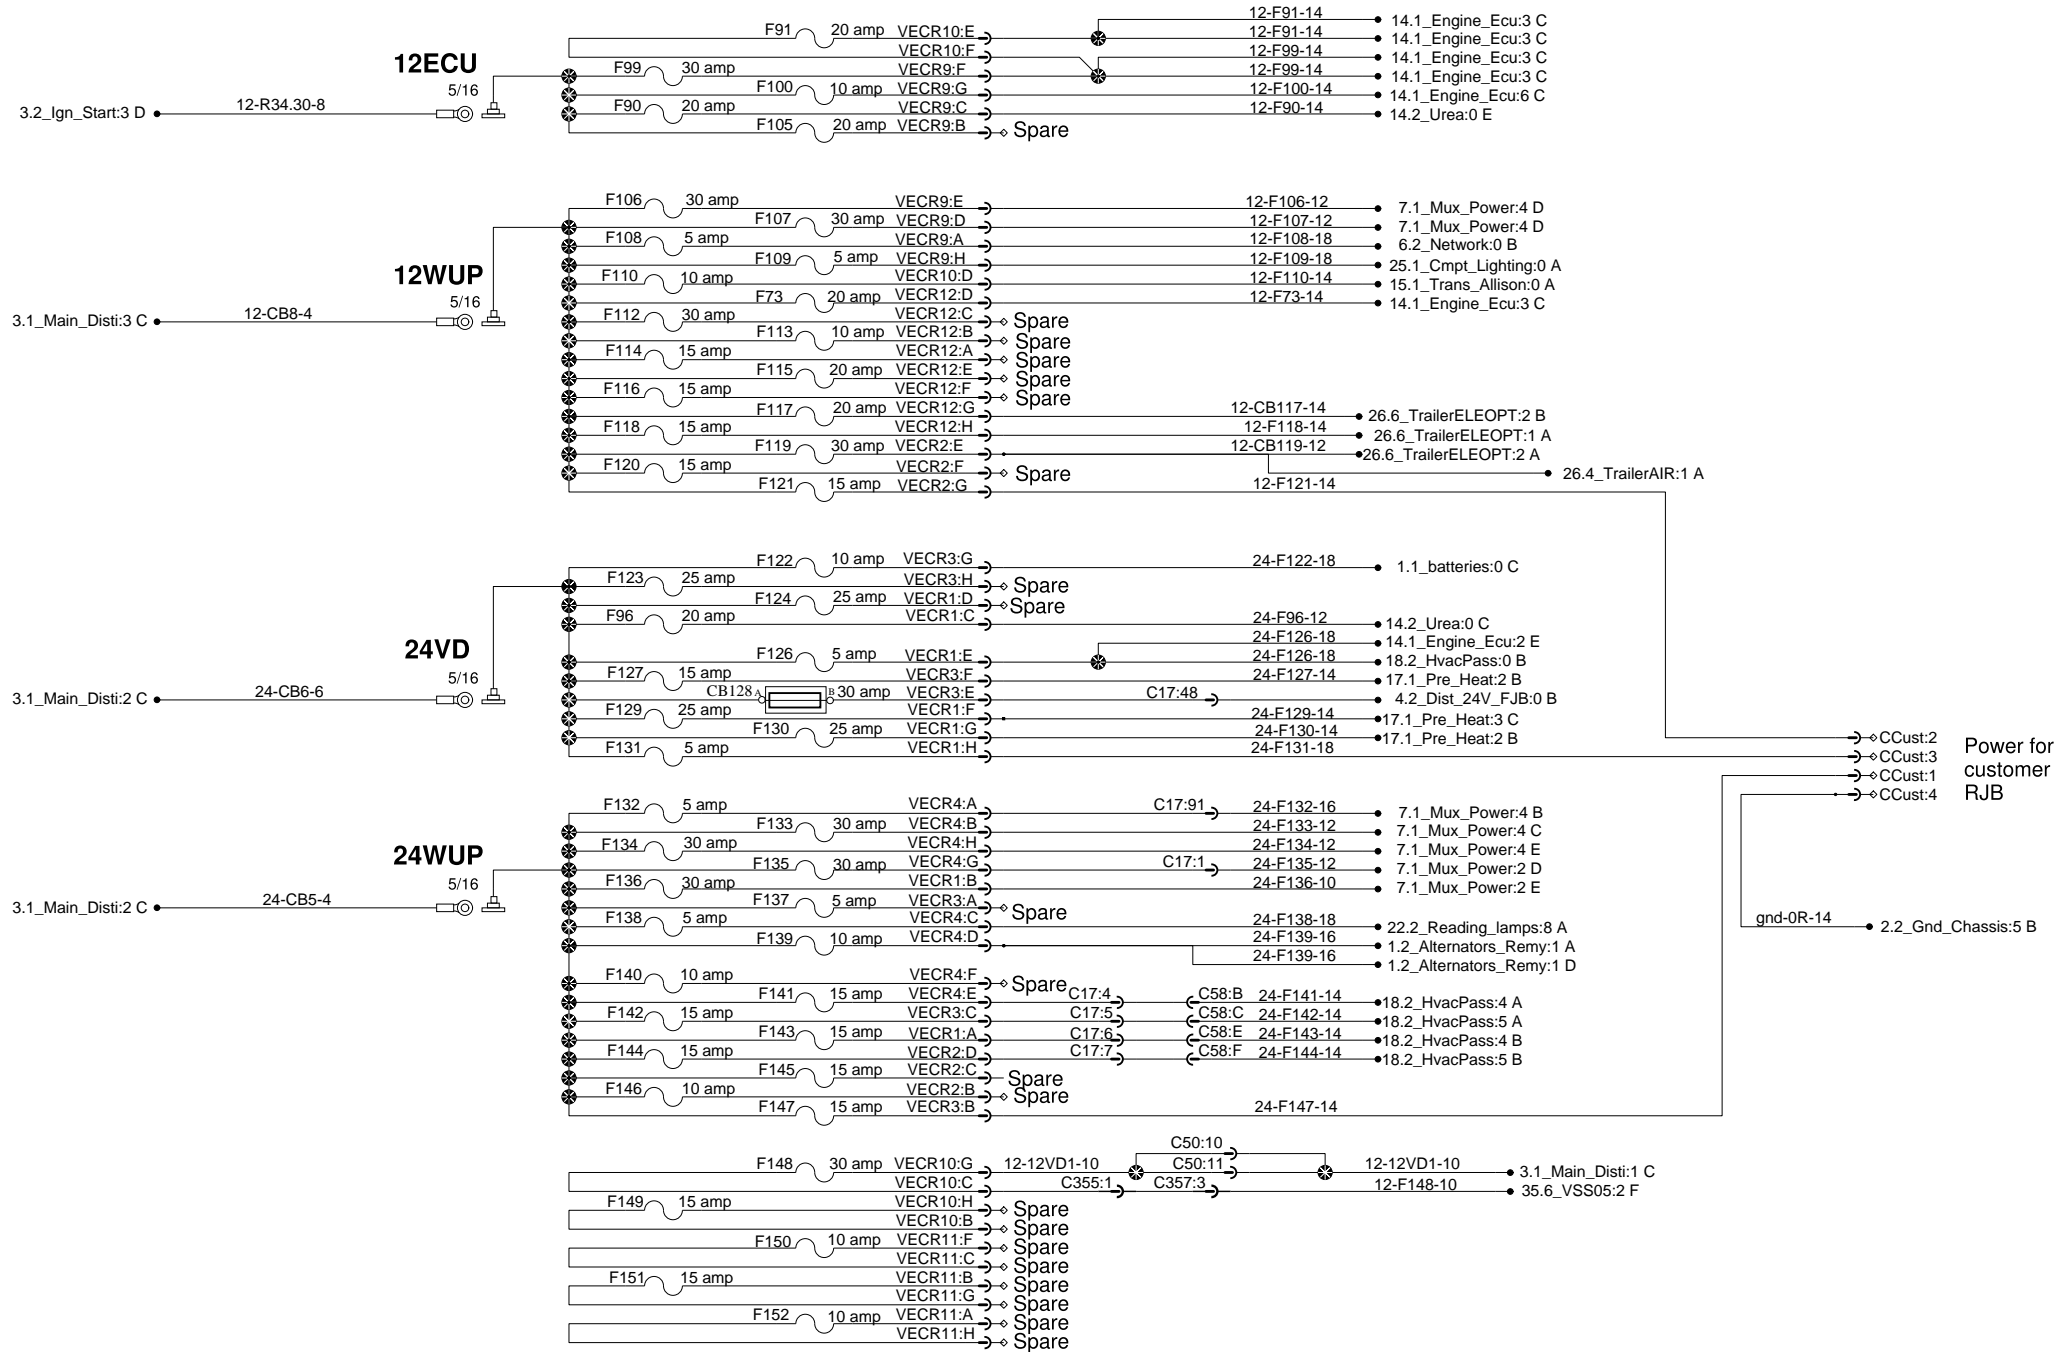 F91 20 amp VECR10:E 12-F91-14 14.1_Engine_Ecu:3 C
12-F91-14 14.1_Engine_Ecu:3 C
VECR10:F 12-F99-14 14.1_Engine_Ecu:3 C
12ECU
F99 30 amp VECR9:F 12-F99-14 14.1_Engine_Ecu:3 C
5/16
F100 10 amp VECR9:G 12-F100-14 14.1_Engine_Ecu:6 C
3.2_Ign_Start:3 D 12-R34.30-8 F90 20 amp VECR9:C 12-F90-14 14.2_Urea:0 E
F105 20 amp VECR9:B Spare
F106 30 amp VECR9:E 12-F106-12 7.1_Mux_Power:4 D
F107 30 amp VECR9:D 12-F107-12 7.1_Mux_Power:4 D
F108 5 amp VECR9:A 12-F108-18 6.2_Network:0 B
F109 5 amp VECR9:H 12-F109-18 25.1_Cmpt_Lighting:0 A
12WUP
F110 10 amp VECR10:D 12-F110-14 15.1_Trans_Allison:0 A
5/16
F73 20 amp VECR12:D 12-F73-14 14.1_Engine_Ecu:3 C
3.1_Main_Disti:3 C 12-CB8-4 F112 30 amp VECR12:C Spare
F113 10 amp VECR12:B Spare
F114 15 amp VECR12:A Spare
F115 20 amp VECR12:E Spare
F116 15 amp VECR12:F Spare
F117 20 amp VECR12:G 12-CB117-14 26.6_TrailerELEOPT:2 B
F118 15 amp VECR12:H 12-F118-14 26.6_TrailerELEOPT:1 A
F119 30 amp VECR2:E 12-CB119-12 26.6_TrailerELEOPT:2 A
F120 15 amp VECR2:F Spare 26.4_TrailerAIR:1 A
F121 15 amp VECR2:G 12-F121-14
F122 10 amp VECR3:G 24-F122-18 1.1_batteries:0 C
F123 25 amp VECR3:H Spare
F124 25 amp VECR1:D Spare
F96 20 amp VECR1:C 24-F96-12 14.2_Urea:0 C
24-F126-18 14.1_Engine_Ecu:2 E
24VD
F126 5 amp VECR1:E 24-F126-18 18.2_HvacPass:0 B
5/16
F127 15 amp VECR3:F 24-F127-14 17.1_Pre_Heat:2 B
3.1_Main_Disti:2 C 24-CB6-6 CB128 A B 30 amp VECR3:E C17:48 4.2_Dist_24V_FJB:0 B
F129 25 amp VECR1:F 24-F129-14 17.1_Pre_Heat:3 C
F130 25 amp VECR1:G 24-F130-14 17.1_Pre_Heat:2 B
F131 5 amp VECR1:H 24-F131-18
CCust:2
CCust:3
CCust:1
CCust:4
Power for
customer
RJB
F132 5 amp VECR4:A C17:91 24-F132-16 7.1_Mux_Power:4 B
F133 30 amp VECR4:B 24-F133-12 7.1_Mux_Power:4 C
F134 30 amp VECR4:H 24-F134-12 7.1_Mux_Power:4 E
24WUP
F135 30 amp VECR4:G C17:1 24-F135-12 7.1_Mux_Power:2 D
5/16
F136 30 amp VECR1:B 24-F136-10 7.1_Mux_Power:2 E
3.1_Main_Disti:2 C 24-CB5-4 F137 5 amp VECR3:A Spare
F138 5 amp VECR4:C 24-F138-18 22.2_Reading_lamps:8 A
gnd-0R-14 2.2_Gnd_Chassis:5 B
F139 10 amp VECR4:D 24-F139-16 1.2_Alternators_Remy:1 A
24-F139-16 1.2_Alternators_Remy:1 D
F140 10 amp VECR4:F Spare
F141 15 amp VECR4:E C17:4 C58:B 24-F141-14 18.2_HvacPass:4 A
F142 15 amp VECR3:C C17:5 C58:C 24-F142-14 18.2_HvacPass:5 A
F143 15 amp VECR1:A C17:6 C58:E 24-F143-14 18.2_HvacPass:4 B
F144 15 amp VECR2:D C17:7 C58:F 24-F144-14 18.2_HvacPass:5 B
F145 15 amp VECR2:C Spare
F146 10 amp VECR2:B Spare
F147 15 amp VECR3:B 24-F147-14
C50:10
F148 30 amp VECR10:G 12-12VD1-10 C50:11 12-12VD1-10 3.1_Main_Disti:1 C
VECR10:C C355:1 C357:3 12-F148-10 35.6_VSS05:2 F
F149 15 amp VECR10:H Spare
VECR10:B Spare
F150 10 amp VECR11:F Spare
VECR11:C Spare
F151 15 amp VECR11:B Spare
VECR11:G Spare
F152 10 amp VECR11:A Spare
VECR11:H Spare